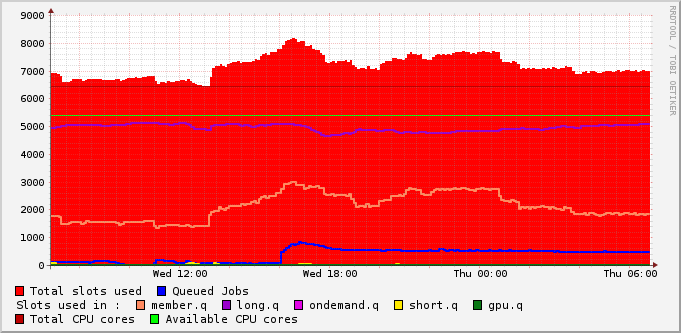 9000
8000
7000
6000
5000
4000
3000
2000
1000
0
Wed 12:00 Wed 18:00 Thu 00:00 Thu 06:00
RRDTOOL / TOBI OETIKER
Total slots used Queued Jobs
Slots used in : member.q long.q ondemand.q short.q gpu.q
Total CPU cores Available CPU cores